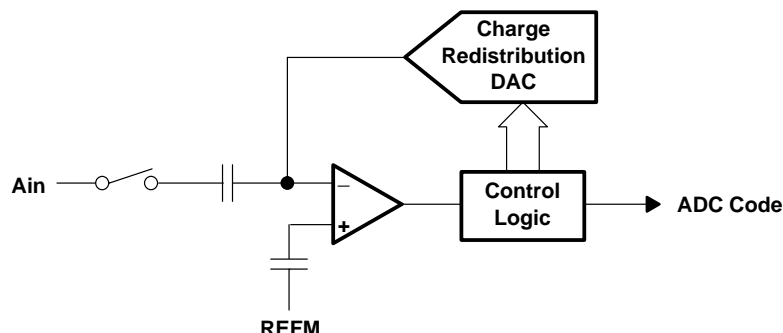 Charge
Redistribution
DAC
Ain
−
+
Control
Logic
ADC Code
REFM